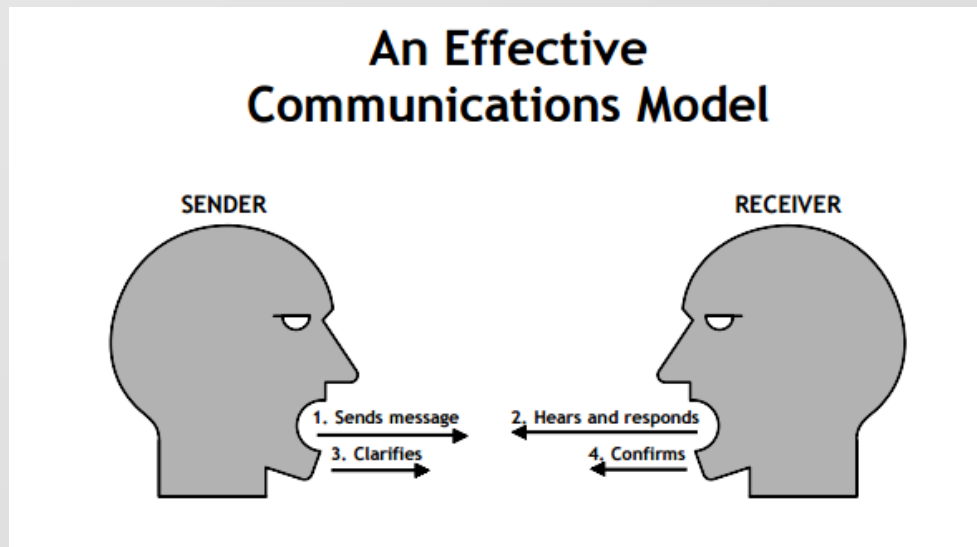 An Effective
Communications Model
SENDER
RECEIVER
1. Sends message
2. Hears and responds
3. Clarifies
4. Confirms